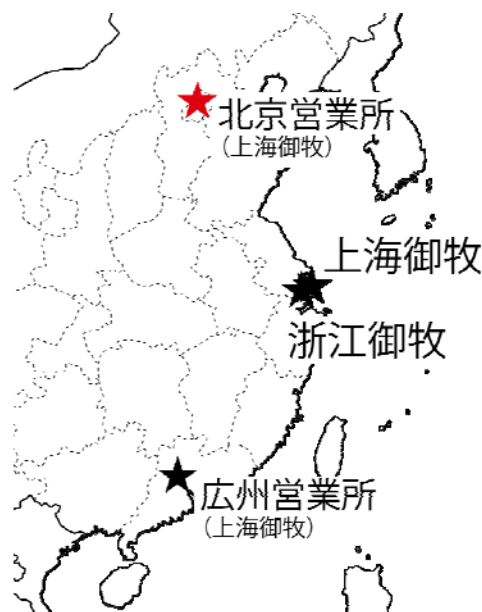 北京営業所
（上海御牧）
上海御牧
浙江御牧
広州営業所
（上海御牧）